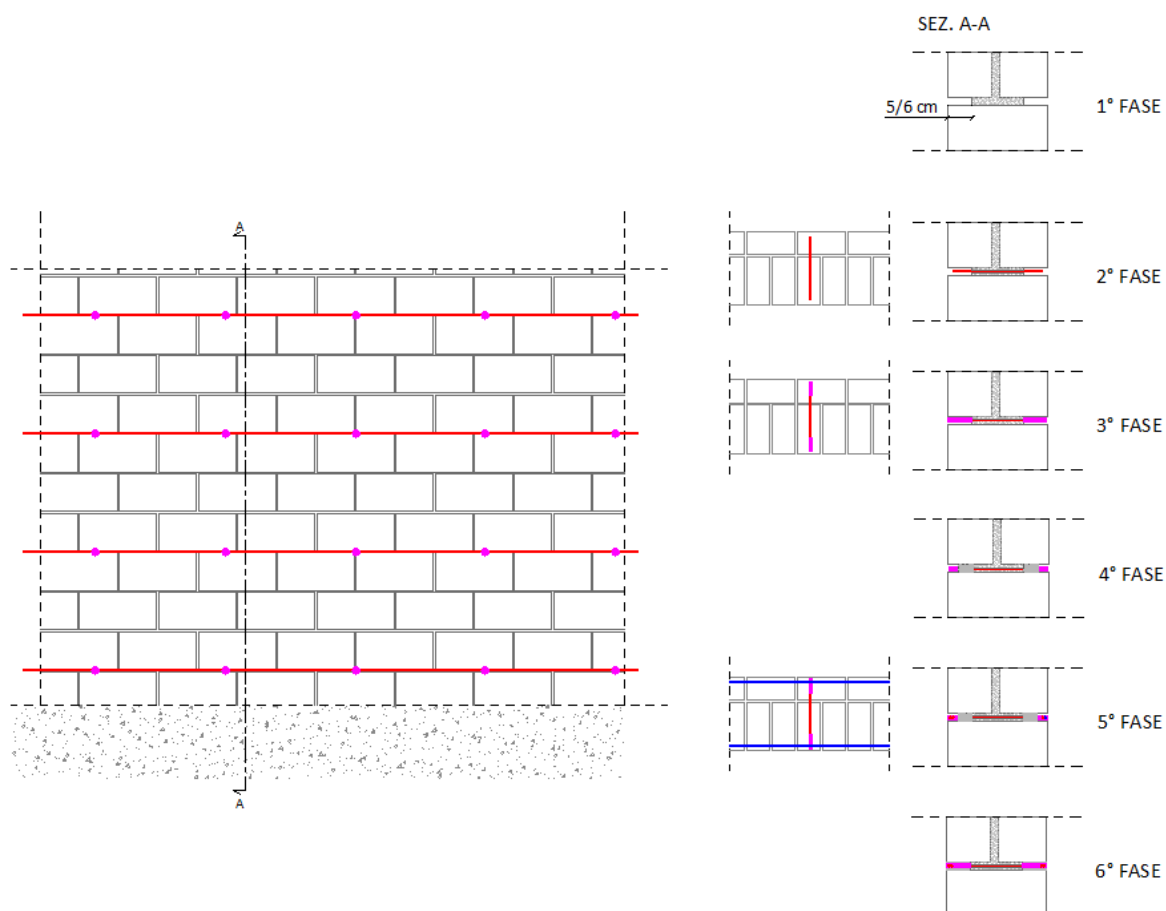 SEZ. A-A
5/6 cm
1° FASE
A
2° FASE
3° FASE
4° FASE
5° FASE
A
6° FASE